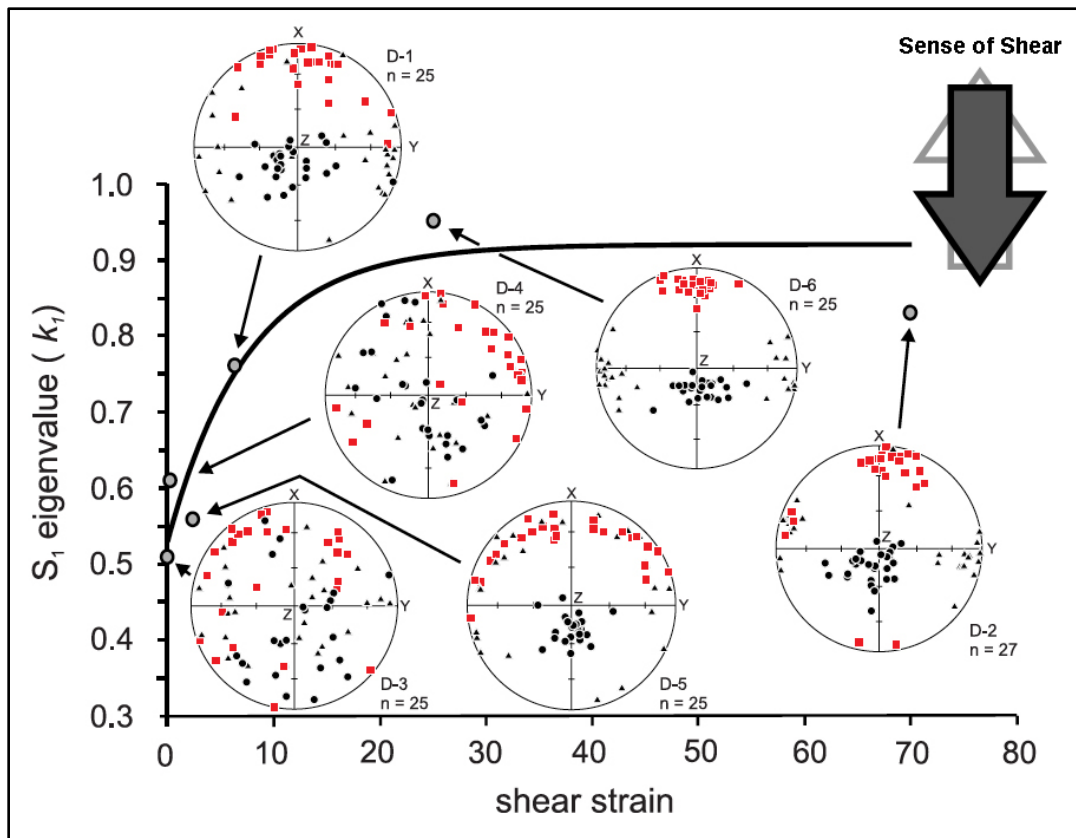 X
D-1
n = 25
Z
Y
Sense of Shear
1.0
0.9
0.8
0.7
0.6
0.5
0.4
0.3
S1 eigenvalue ( k1)
X
D-4
n = 25
Z
Y
X
D-6
n = 25
Z
Y
X
Z
Y
D-3
n = 25
X
Z
Y
D-5
n = 25
X
Z
Y
D-2
n = 27
0 10 20 30 40 50 60 70 80
shear strain